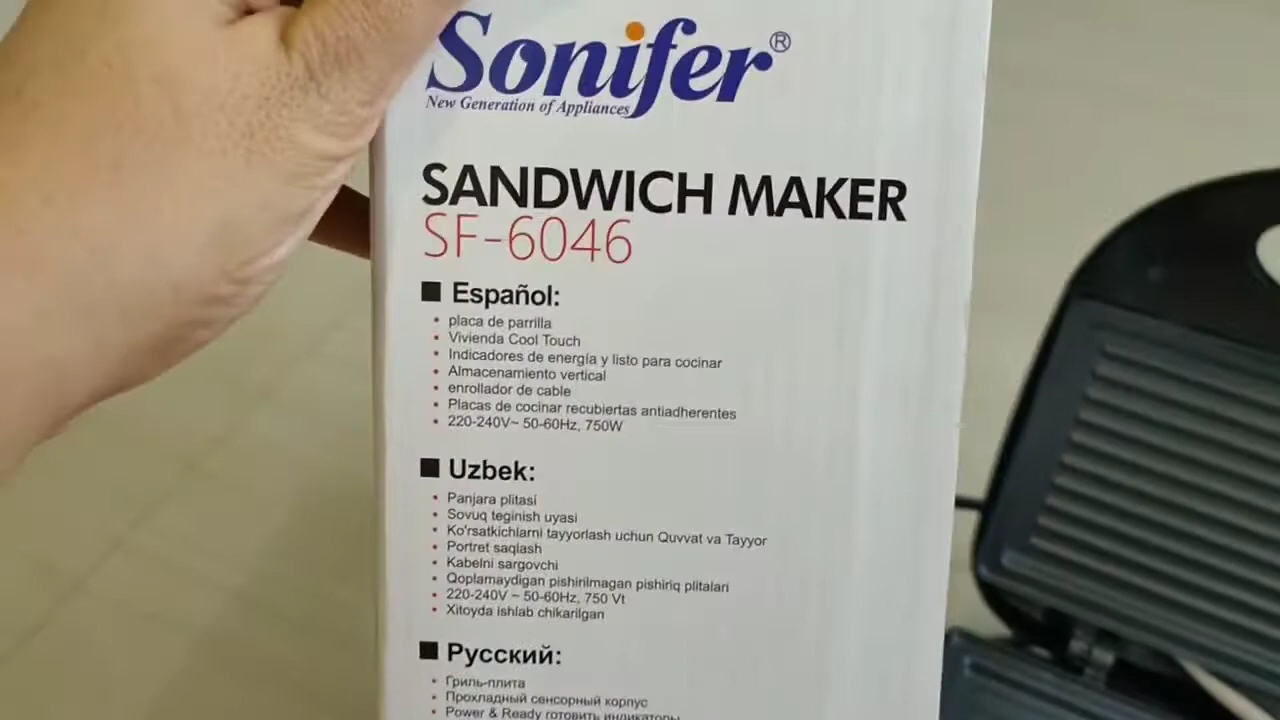 Sonifer®
New Generation of Appliances
SANDWICH MAKER
SF-6046
■ Español:
• placa de parrilla
• Vivienda Cool Touch
• Indicadores de energía y listo para cocinar
• Almacenamiento vertical
• enrollador de cable
• Placas de cocinar recubiertas antiadherentes
• 220-240V~ 50-60Hz, 750W
■ Uzbek:
• Panjara plitasi
• Sovuq teginish uyasi
• Ko'rsatkichlarni tayyorlash uchun Quvvat va Tayyor
• Portret saqlash
• Kabelni sargovchi
• Qoplamaydigan pishirilmagan pishiriq plitalari
• 220-240V ~ 50-60Hz, 750 Vt
• Xitoyda ishlab chikarilgan
■ Русский:
• Гриль-плита
• Прохладный сенсорный корпус
• Power & Ready готовить индикаторы